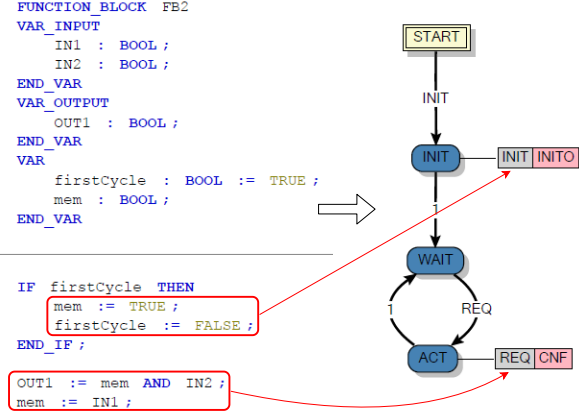 FUNCTION_BLOCK FB2
VAR_INPUT
IN1 : BOOL;
IN2 : BOOL;
END_VAR
VAR_OUTPUT
OUT1 : BOOL;
END_VAR
VAR
firstCycle : BOOL := TRUE;
mem : BOOL;
END_VAR
IF firstCycle THEN
mem := TRUE;
firstCycle := FALSE;
END_IF;
OUT1 := mem AND IN2;
mem := IN1;
START
INIT
INIT INIT INITO
1
WAIT
1 REQ
ACT REQ CNF